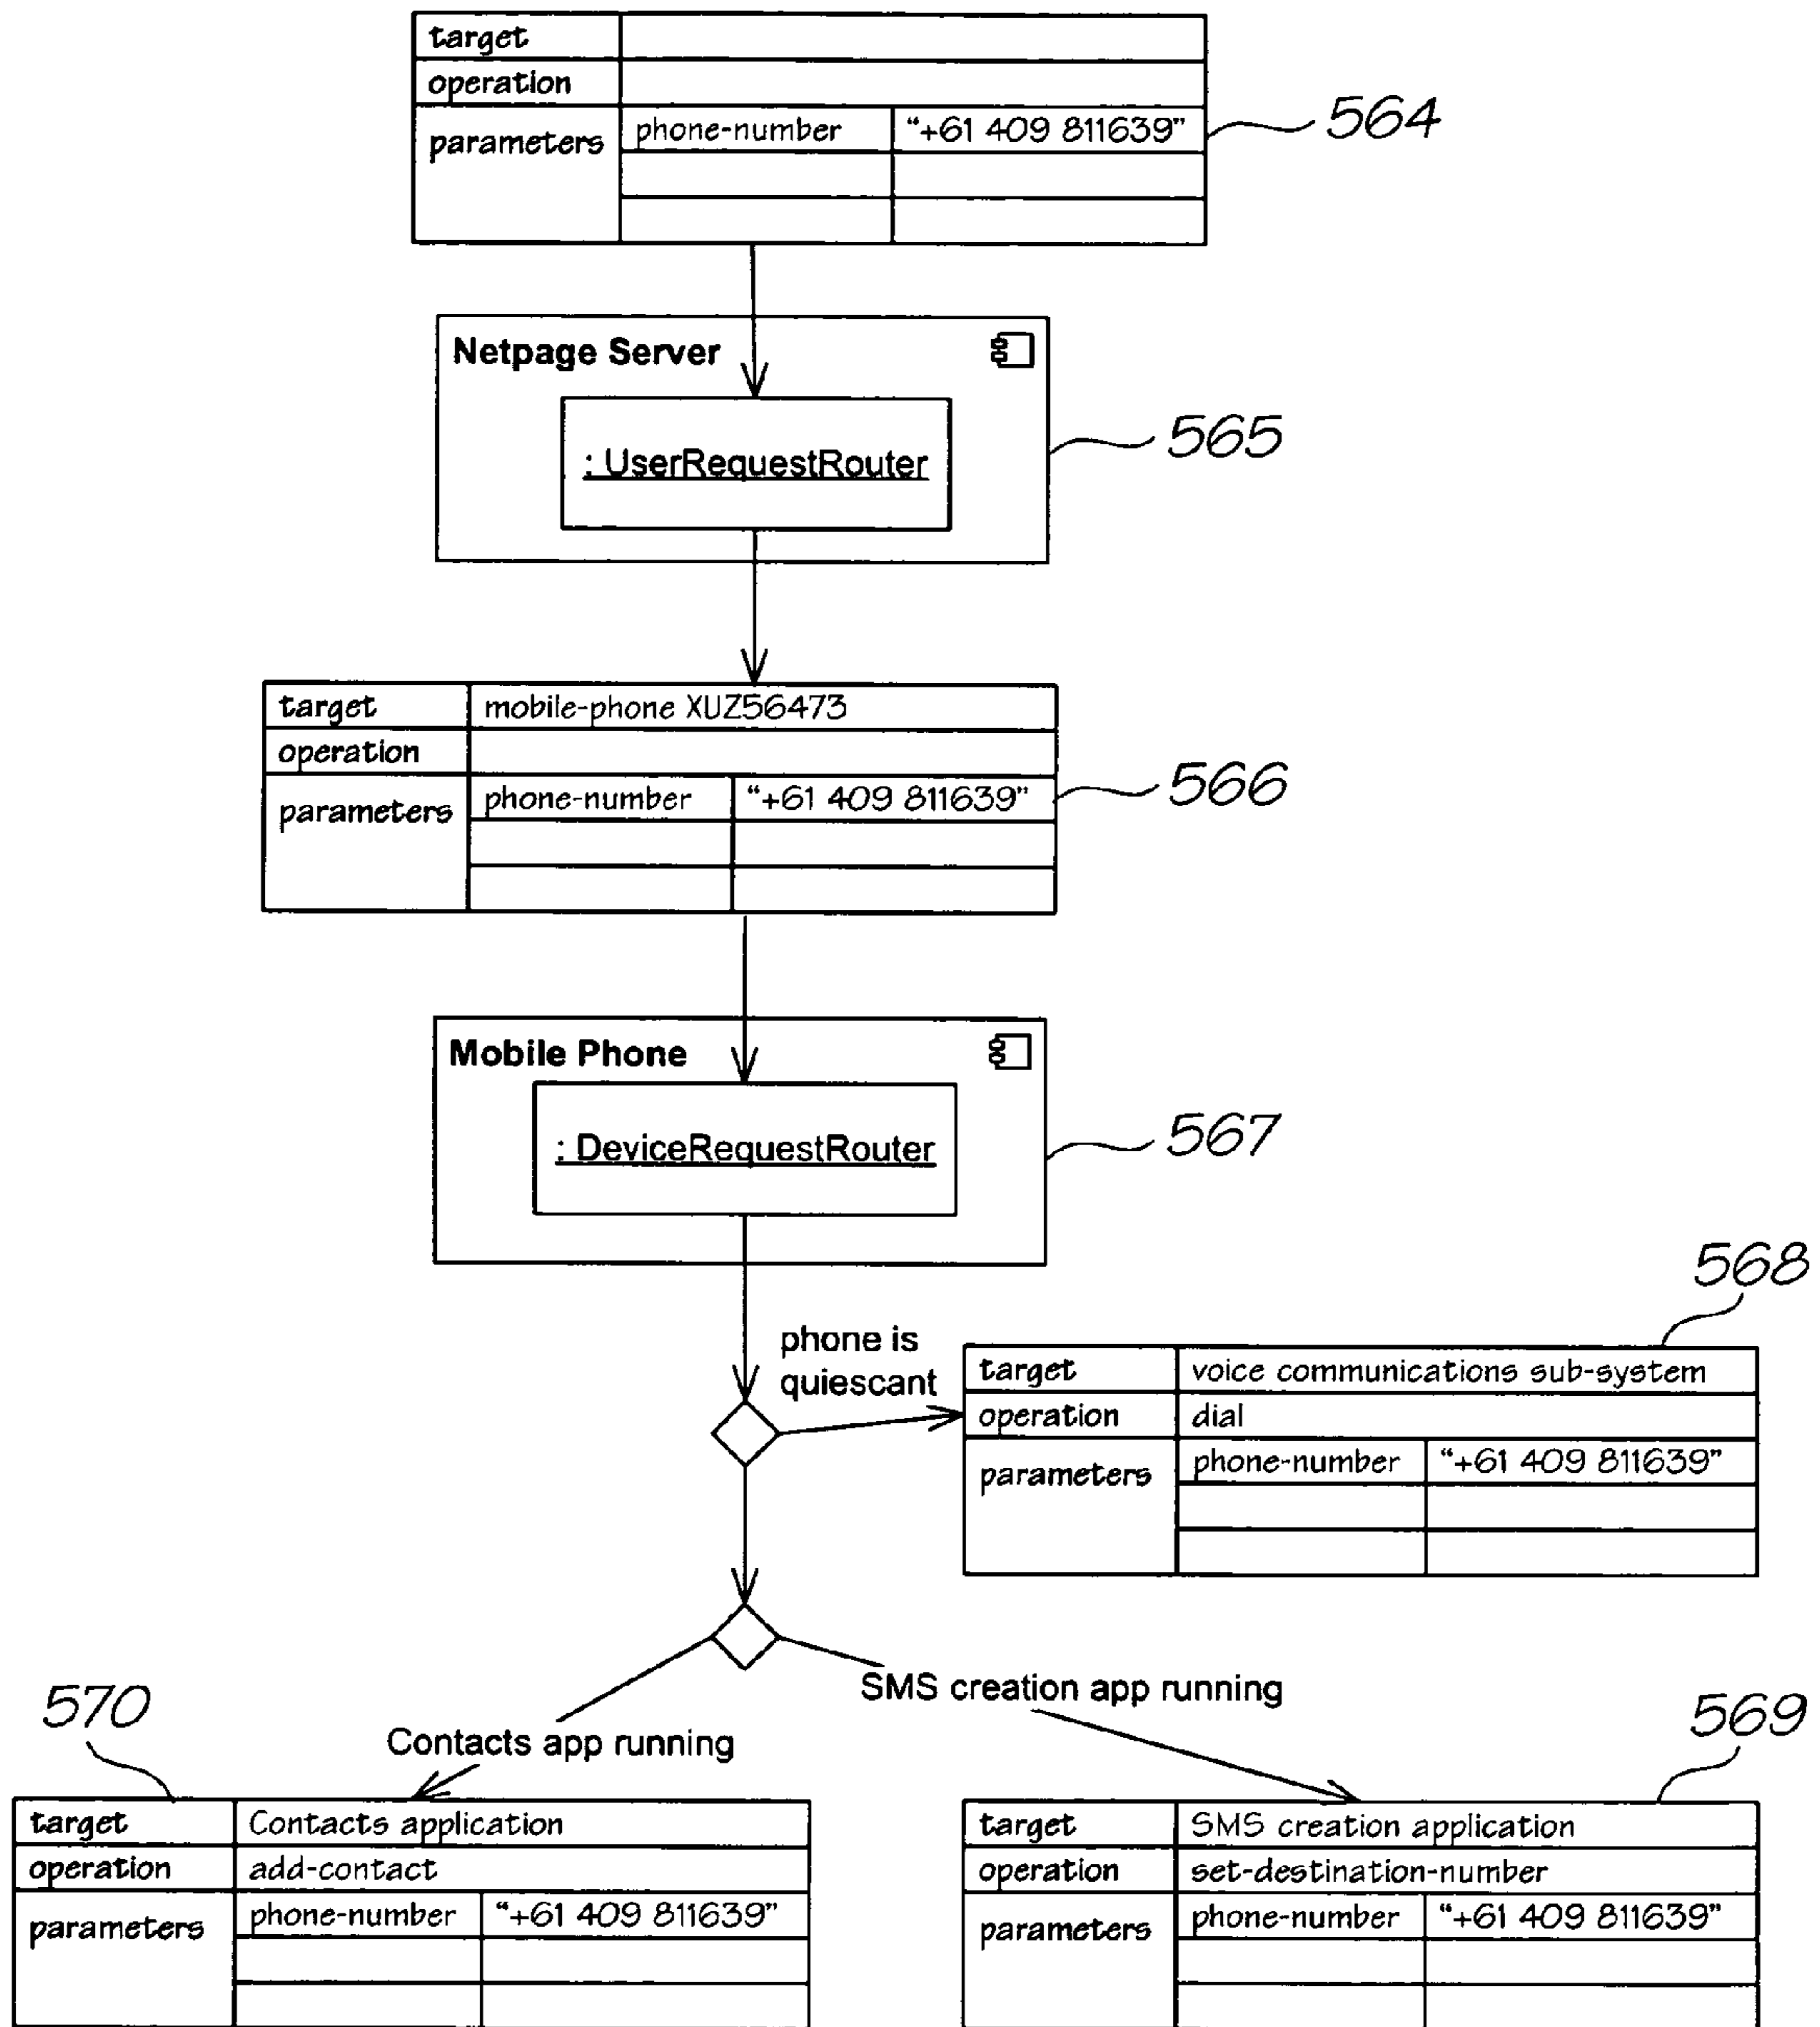 target
operation
parameters phone-number "+61 409 811639"
564
Netpage Server
: UserRequestRouter
565
target mobile-phone XUZ56473
operation
parameters phone-number "+61 409 811639"
566
Mobile Phone
: DeviceRequestRouter
567
phone is
quiescant
568
target voice communications sub-system
operation dial
parameters phone-number "+61 409 811639"
SMS creation app running
Contacts app running
570
target Contacts application
operation add-contact
parameters phone-number "+61 409 811639"
569
target SMS creation application
operation set-destination-number
parameters phone-number "+61 409 811639"